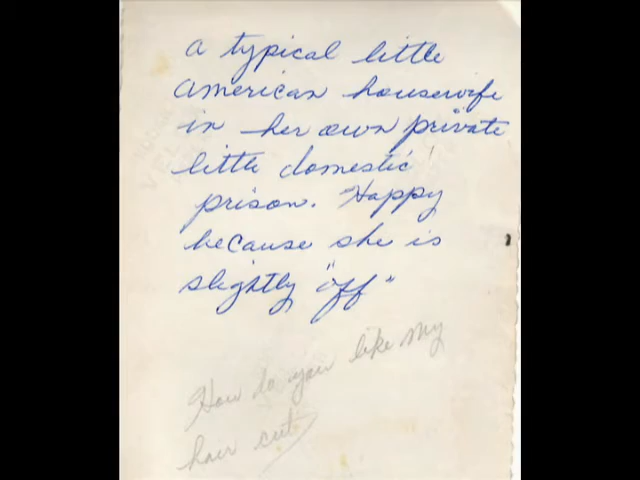 a typical little
american housewife
in her own private
little domestic
prison. Happy
because she is
slightly "off"
How do you like my
hair cut